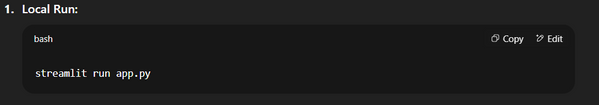 1. Local Run:
bash Copy Edit
streamlit run app.py